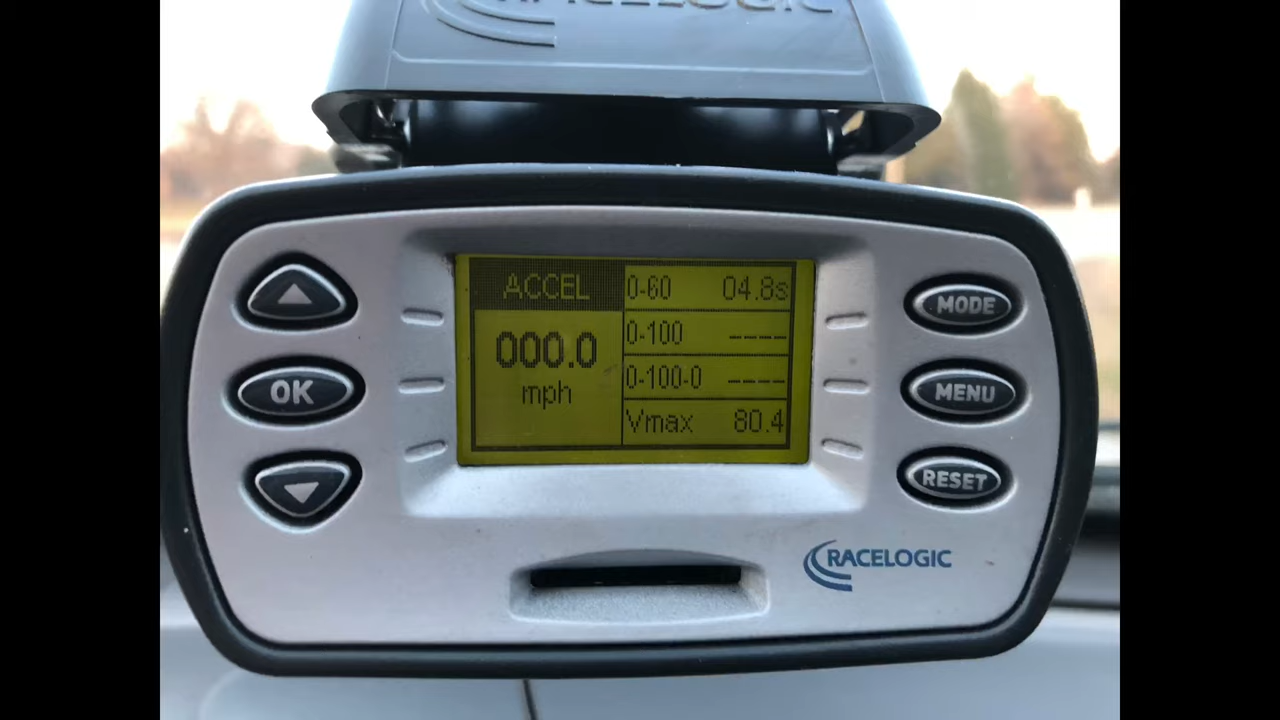 RACELOGIC
ACCEL
000.0
mph
0-60 04.8s
0-100 -----
0-100-0 -----
Vmax 80.4
OK
MODE
MENU
RESET
RACELOGIC